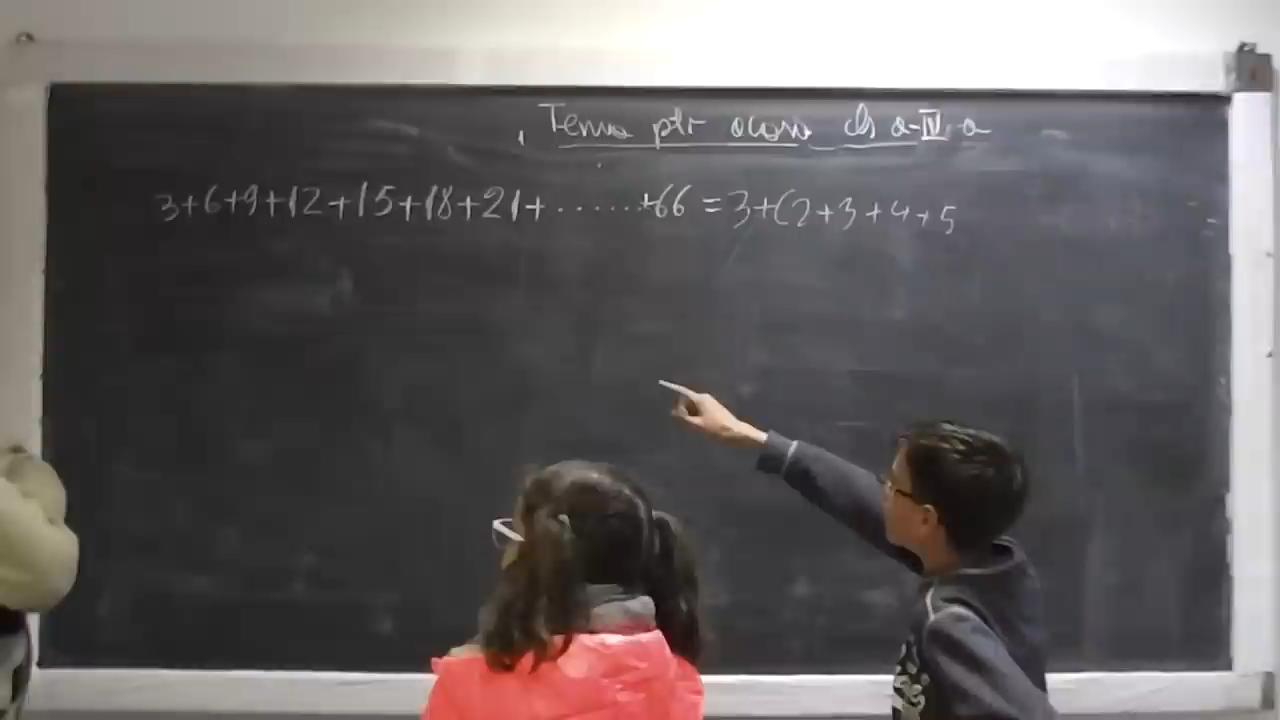 Tema ptr acasa cls a-IV a
3+6+9+12+15+18+21+.......+66 = 3+(2+3+4+5